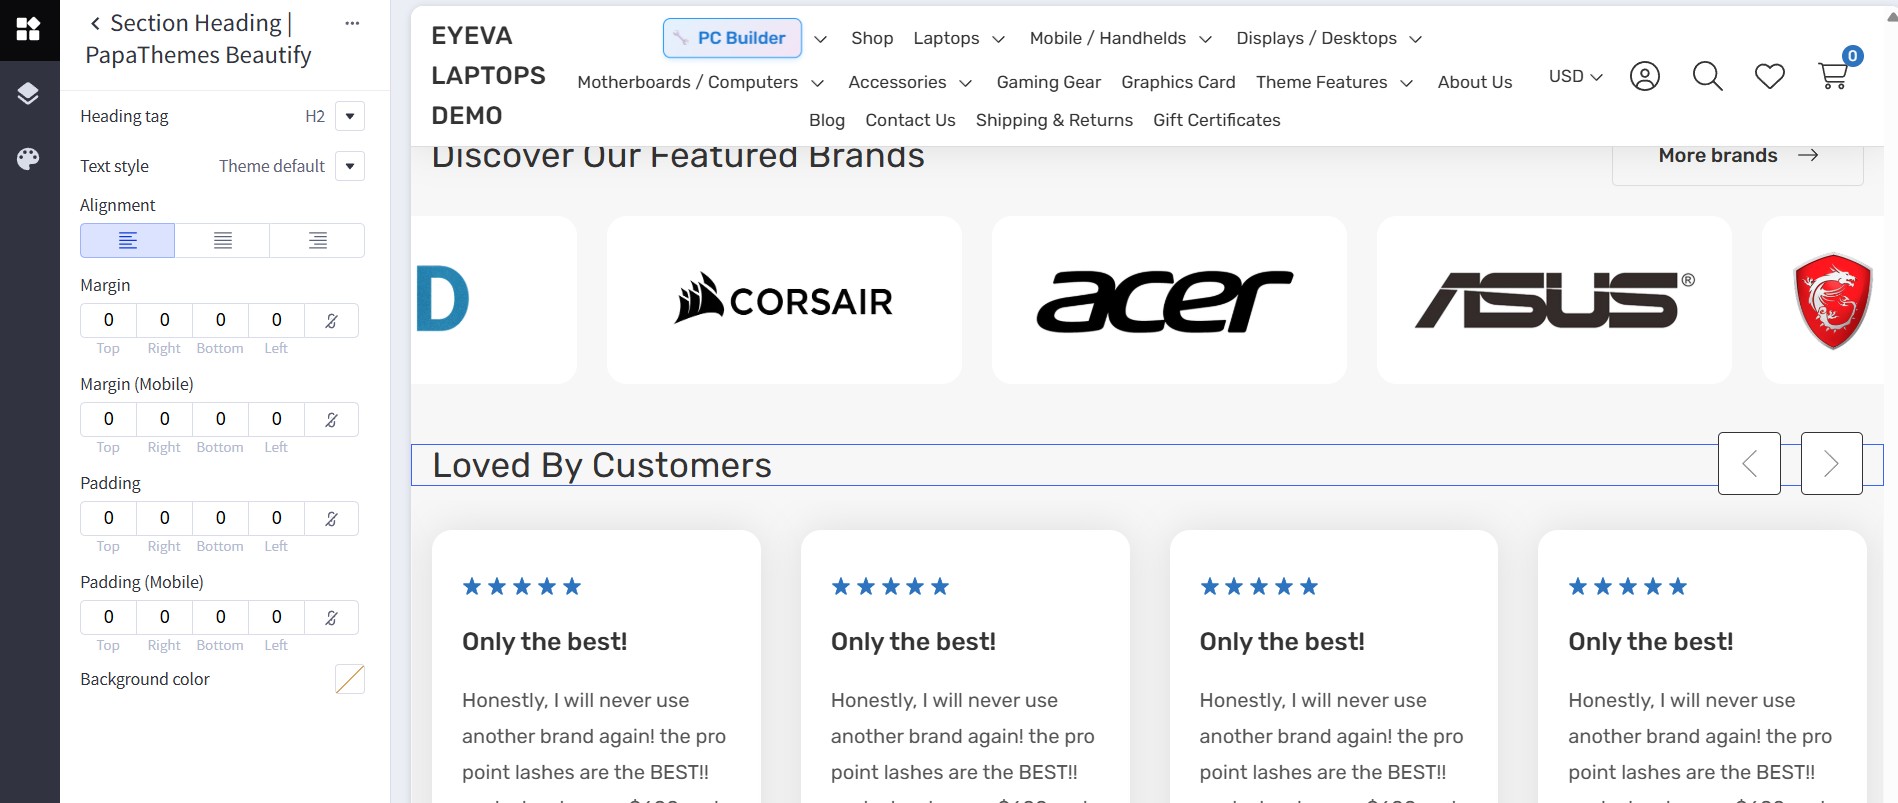 Section Heading |
PapaThemes Beautify
Heading tag H2
Text style Theme default
Alignment
Margin
0 0 0 0
Top Right Bottom Left
Margin (Mobile)
0 0 0 0
Top Right Bottom Left
Padding
0 0 0 0
Top Right Bottom Left
Padding (Mobile)
0 0 0 0
Top Right Bottom Left
Background color
EYEVA
LAPTOPS
DEMO
PC Builder Shop Laptops Mobile / Handhelds Displays / Desktops
Motherboards / Computers Accessories Gaming Gear Graphics Card Theme Features About Us
Blog Contact Us Shipping & Returns Gift Certificates
USD
0
Discover Our Featured Brands
More brands
D
CORSAIR
acer
ASUS®
Loved By Customers
Only the best!
Honestly, I will never use
another brand again! the pro
point lashes are the BEST!!
Only the best!
Honestly, I will never use
another brand again! the pro
point lashes are the BEST!!
Only the best!
Honestly, I will never use
another brand again! the pro
point lashes are the BEST!!
Only the best!
Honestly, I will never use
another brand again! the pro
point lashes are the BEST!!